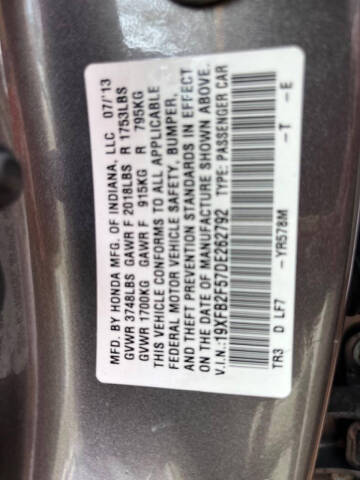 MFD. BY HONDA MFG. OF INDIANA, LLC 07/'13
GVWR 3748LBS GAWR F 2018LBS R 1753LBS
GVWR 1700KG GAWR F 915KG R 795KG
THIS VEHICLE CONFORMS TO ALL APPLICABLE
FEDERAL MOTOR VEHICLE SAFETY, BUMPER,
AND THEFT PREVENTION STANDARDS IN EFFECT
ON THE DATE OF MANUFACTURE SHOWN ABOVE.
V.I.N.:19XFB2F57DE262792 TYPE: PASSENGER CAR
-YR578M -T -E
TR3 D LF7